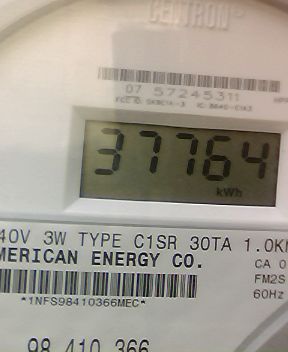 CENTRON®
07 57245311
37764
kWh
40V 3W TYPE C1SR 30TA 1.0K
MERICAN ENERGY CO.
CA 0
FM2S
60Hz
*1NFS98410366MEC*
98 410 366